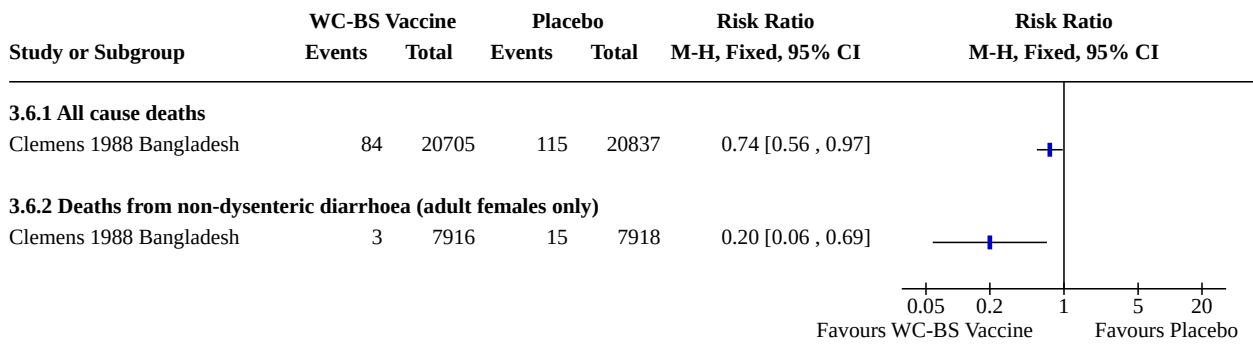 WC-BS Vaccine Placebo Risk Ratio Risk Ratio
Study or Subgroup Events Total Events Total M-H, Fixed, 95% CI M-H, Fixed, 95% CI
3.6.1 All cause deaths
Clemens 1988 Bangladesh 84 20705 115 20837 0.74 [0.56 , 0.97]
3.6.2 Deaths from non-dysenteric diarrhoea (adult females only)
Clemens 1988 Bangladesh 3 7916 15 7918 0.20 [0.06 , 0.69]
0.05 0.2 1 5 20
Favours WC-BS Vaccine Favours Placebo